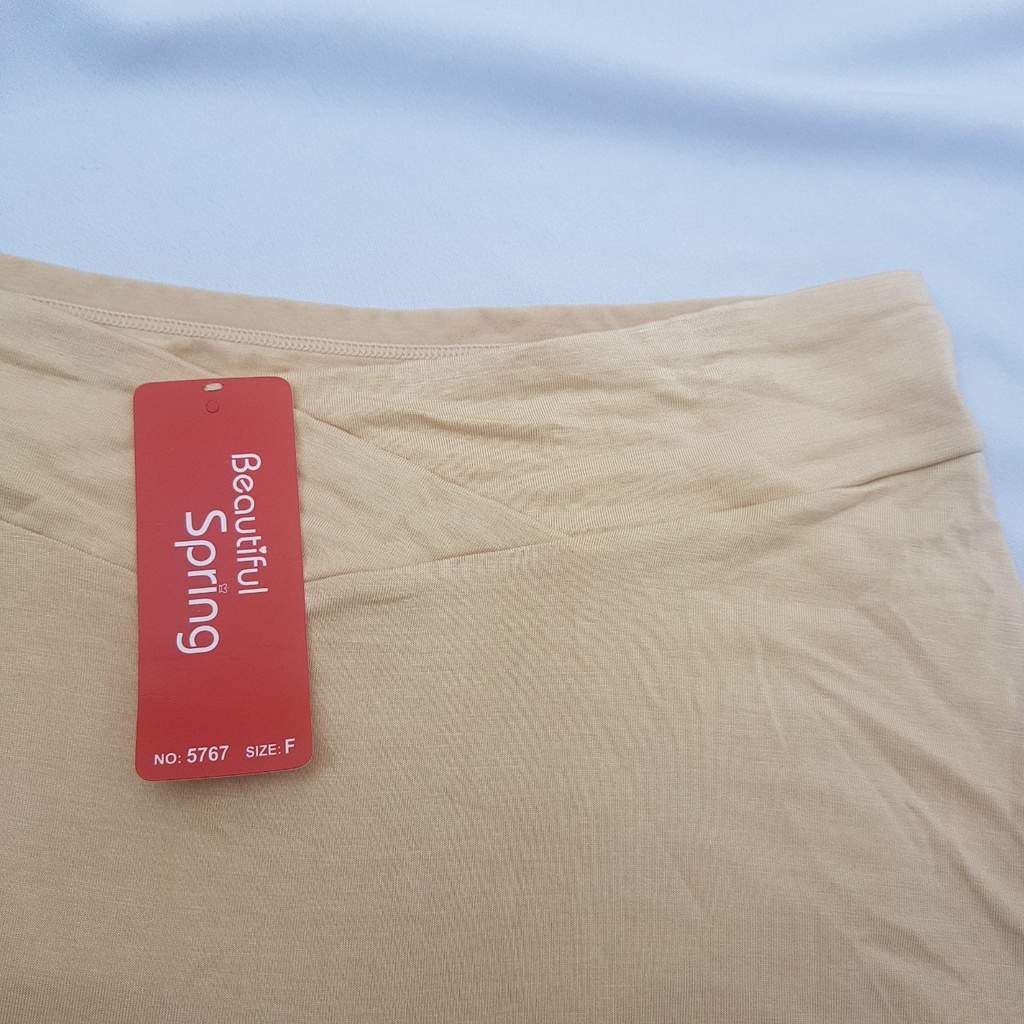 Beautiful
Spring
NO: 5767 SIZE: F